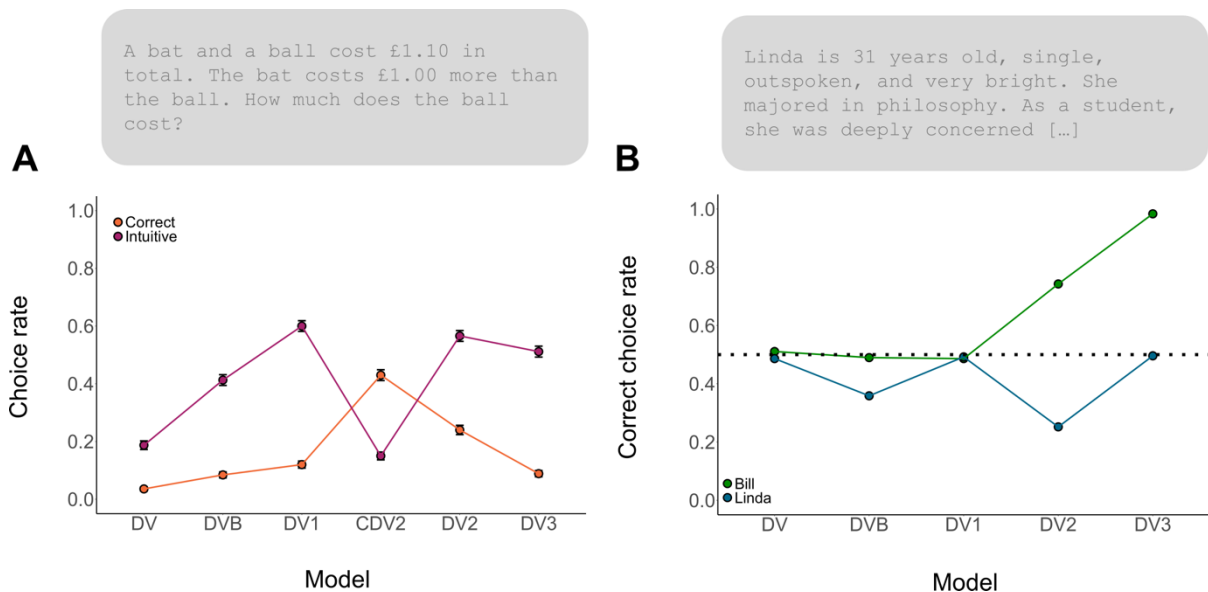 A bat and a ball cost £1.10 in
total. The bat costs £1.00 more than
the ball. How much does the ball
cost?
A
Choice rate
1.0
0.8
0.6
0.4
0.2
0.0
Correct
Intuitive
DV DVB DV1 CDV2 DV2 DV3
Model
Linda is 31 years old, single,
outspoken, and very bright. She
majored in philosophy. As a student,
she was deeply concerned […]
B
Correct choice rate
1.0
0.8
0.6
0.4
0.2
0.0
Bill
Linda
DV DVB DV1 DV2 DV3
Model